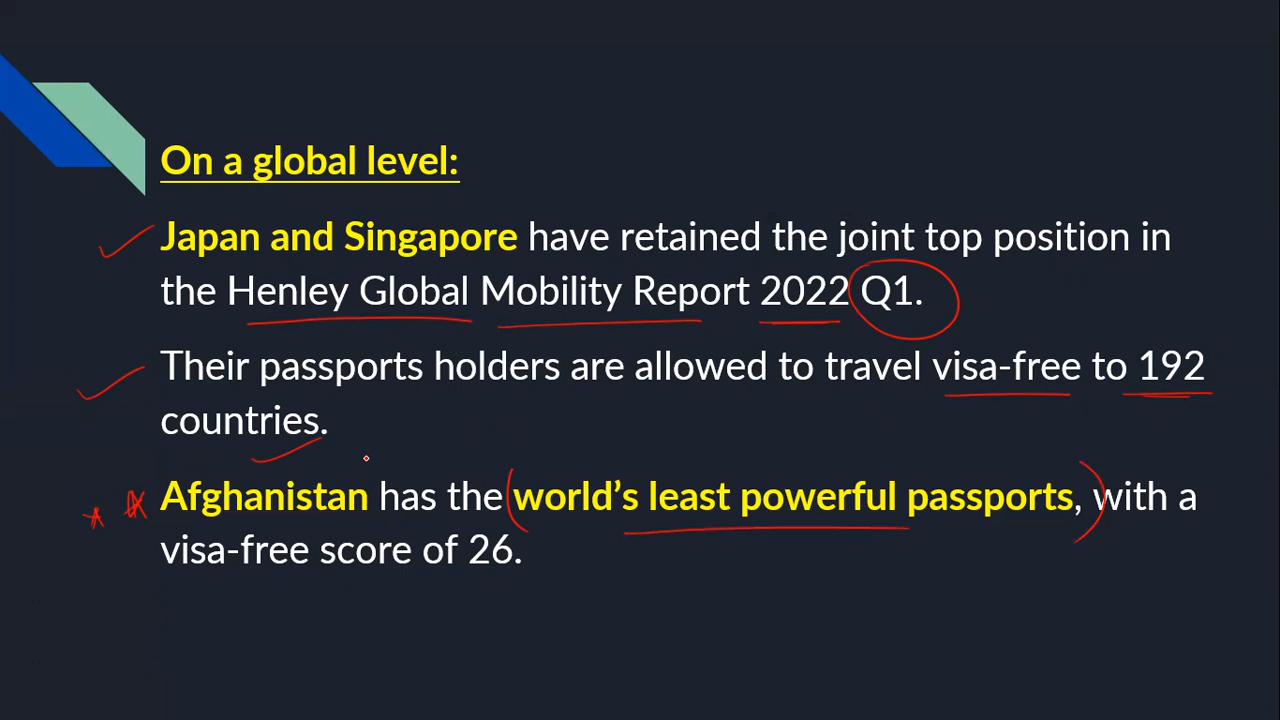 On a global level:
Japan and Singapore have retained the joint top position in
the Henley Global Mobility Report 2022 Q1.
Their passports holders are allowed to travel visa-free to 192
countries.
Afghanistan has the world’s least powerful passports, with a
visa-free score of 26.